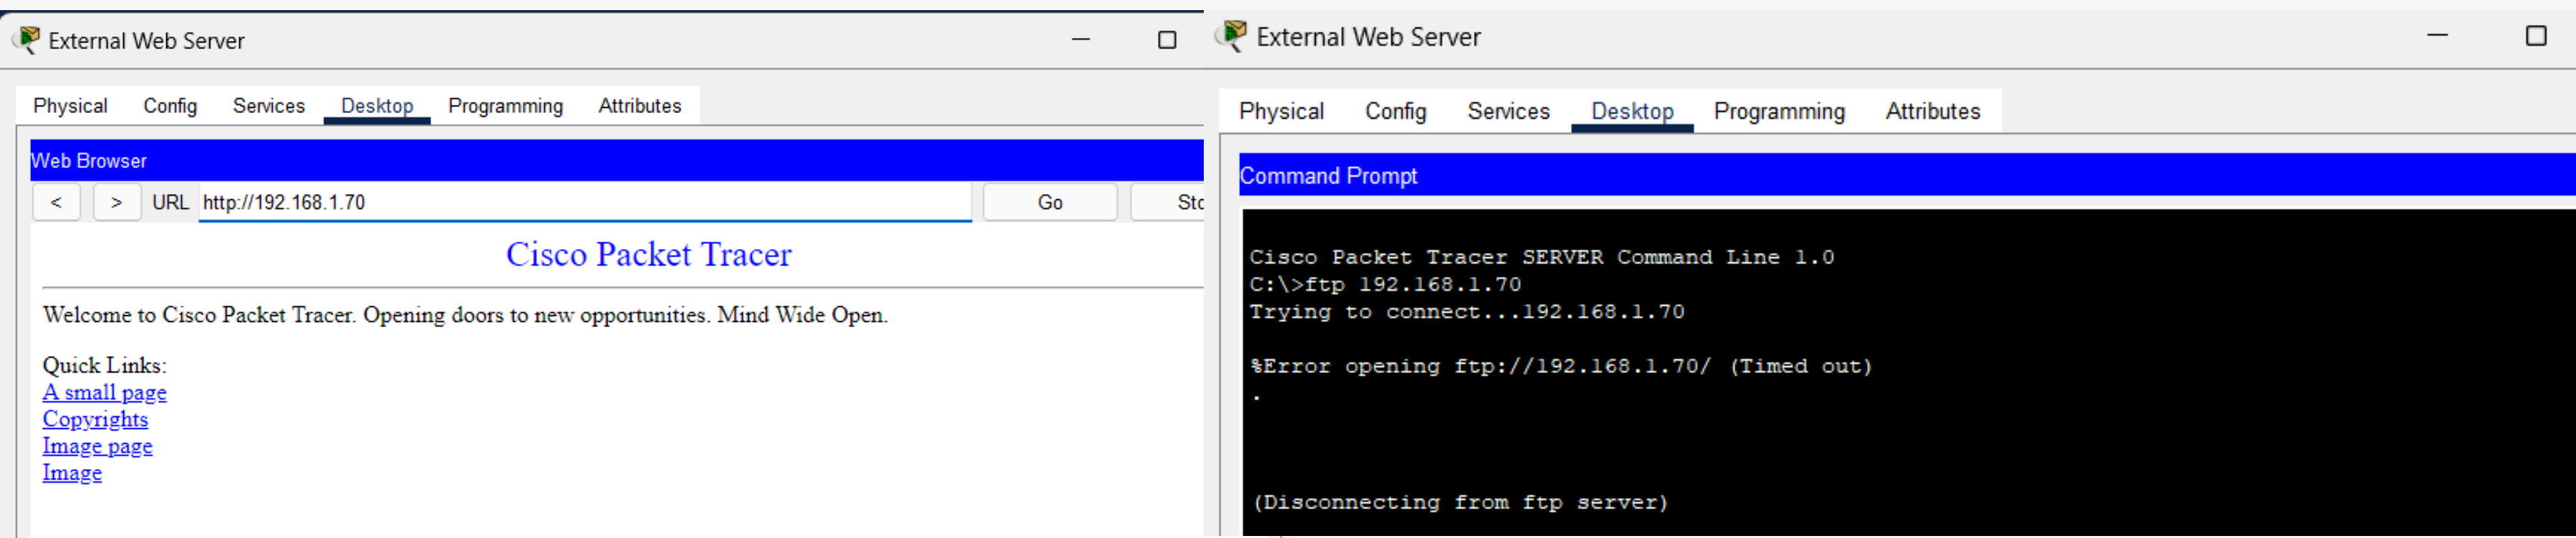 External Web Server
Physical Config Services Desktop Programming Attributes
Web Browser
< > URL http://192.168.1.70 Go Sto
Cisco Packet Tracer
Welcome to Cisco Packet Tracer. Opening doors to new opportunities. Mind Wide Open.
Quick Links:
A small page
Copyrights
Image page
Image
External Web Server
Physical Config Services Desktop Programming Attributes
Command Prompt
Cisco Packet Tracer SERVER Command Line 1.0
C:\>ftp 192.168.1.70
Trying to connect...192.168.1.70
%Error opening ftp://192.168.1.70/ (Timed out)
.
(Disconnecting from ftp server)